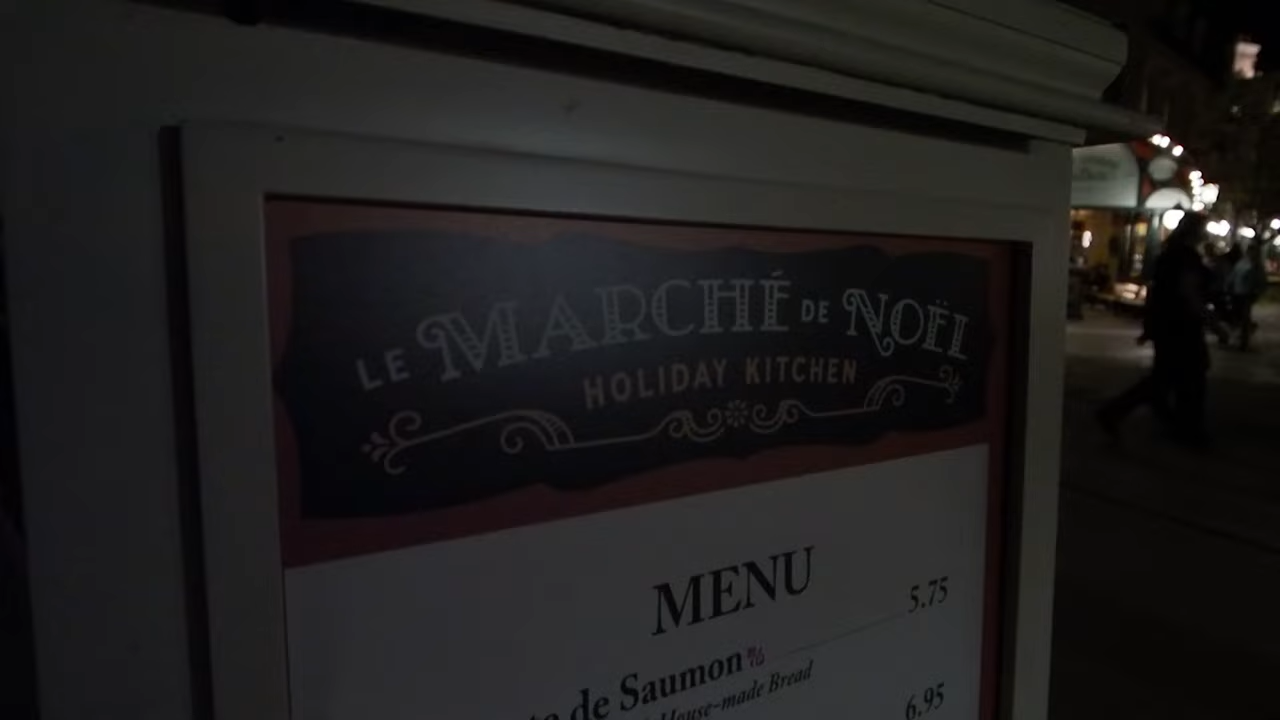 LE MARCHÉ DE NOËL
HOLIDAY KITCHEN
MENU
5.75
de Saumon
House-made Bread
6.95